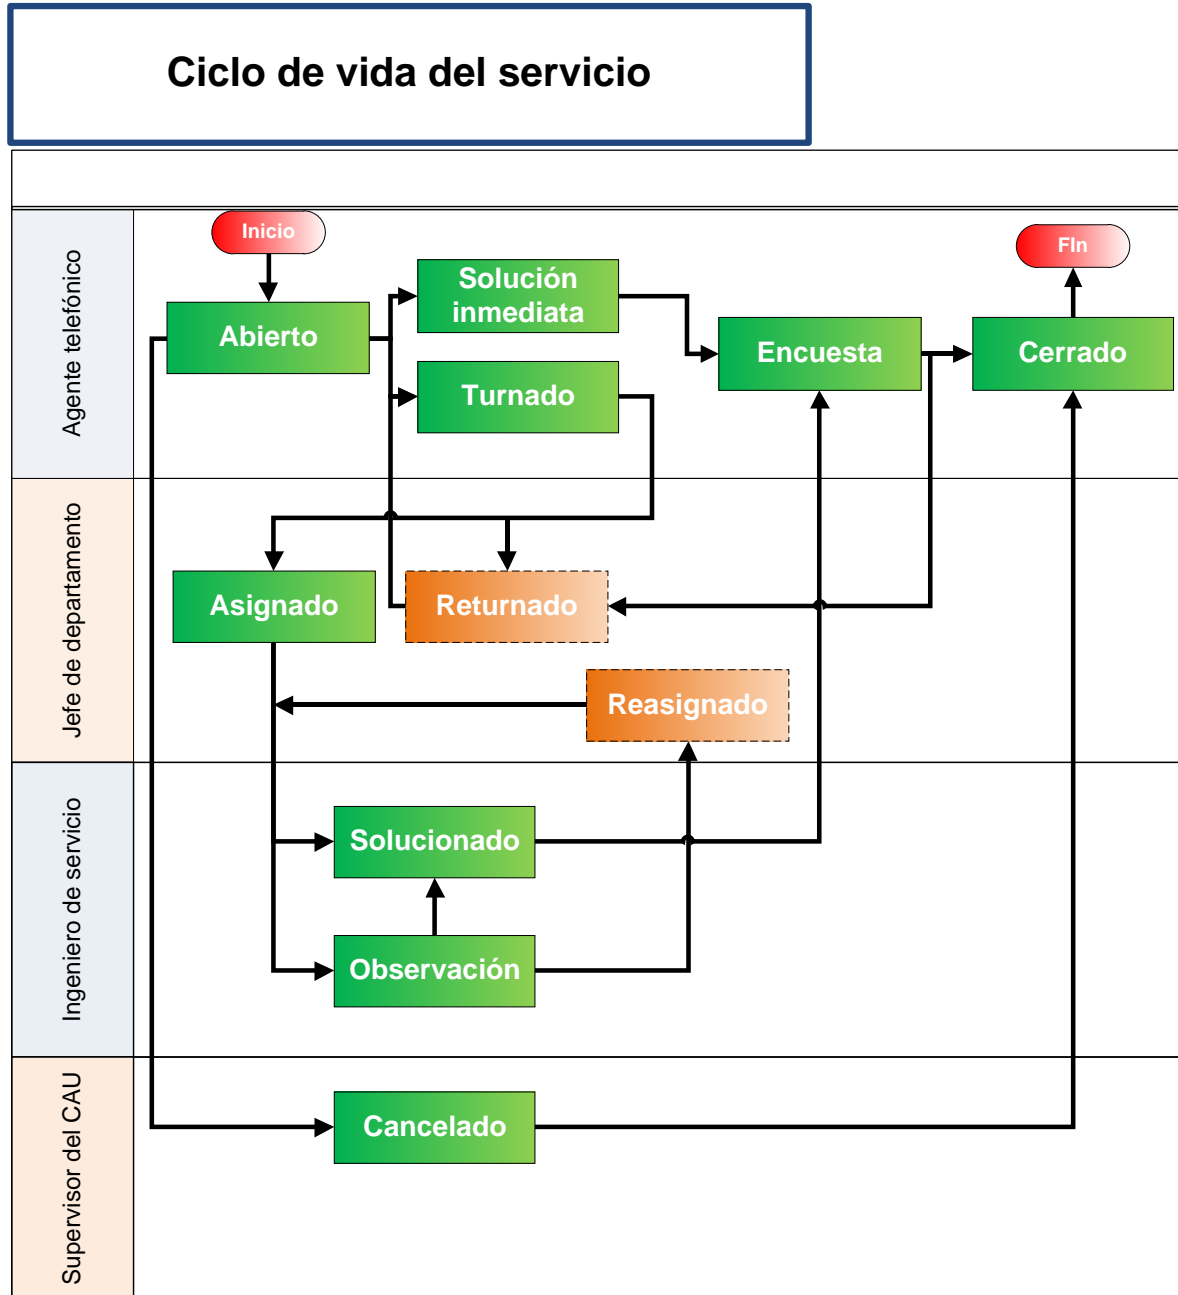 Ciclo de vida del servicio
Agente telefónico
Inicio
FIn
Solución
inmediata
Abierto
Encuesta
Cerrado
Turnado
Jefe de departamento
Asignado
Returnado
Reasignado
Ingeniero de servicio
Solucionado
Observación
Supervisor del CAU
Cancelado